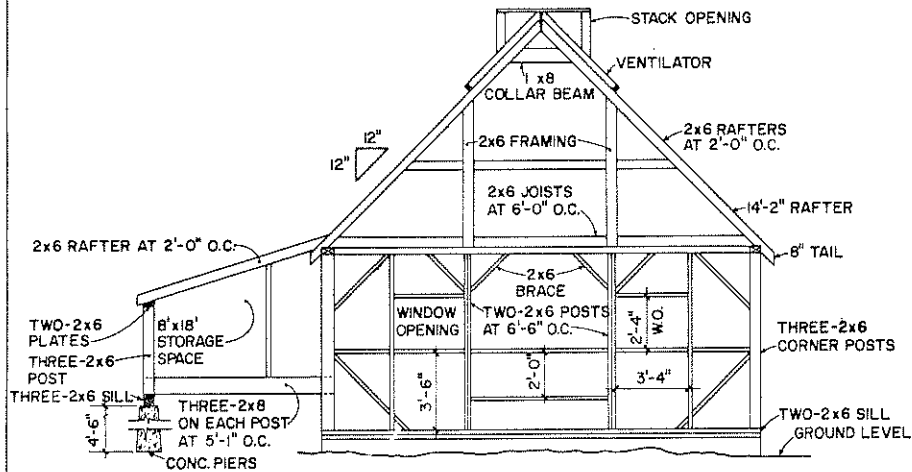 STACK OPENING
VENTILATOR
1 x8
COLLAR BEAM
12"
12"
2x6 FRAMING
2x6 RAFTERS
AT 2'-0" O.C.
2x6 JOISTS
AT 6'-0" O.C.
14'-2" RAFTER
2x6 RAFTER AT 2'-0" O.C.
8" TAIL
2x6
BRACE
TWO-2x6
PLATES
8'x18'
STORAGE
SPACE
WINDOW
OPENING
TWO-2x6 POSTS
AT 6'-6" O.C.
2'-4"
W.O.
THREE-2x6
POST
THREE-2x6
CORNER POSTS
THREE-2x6 SILL
3'-6"
2'-0"
3'-4"
4'-6"
THREE-2x8
ON EACH POST
AT 5'-1" O.C.
TWO-2x6 SILL
GROUND LEVEL
CONC. PIERS